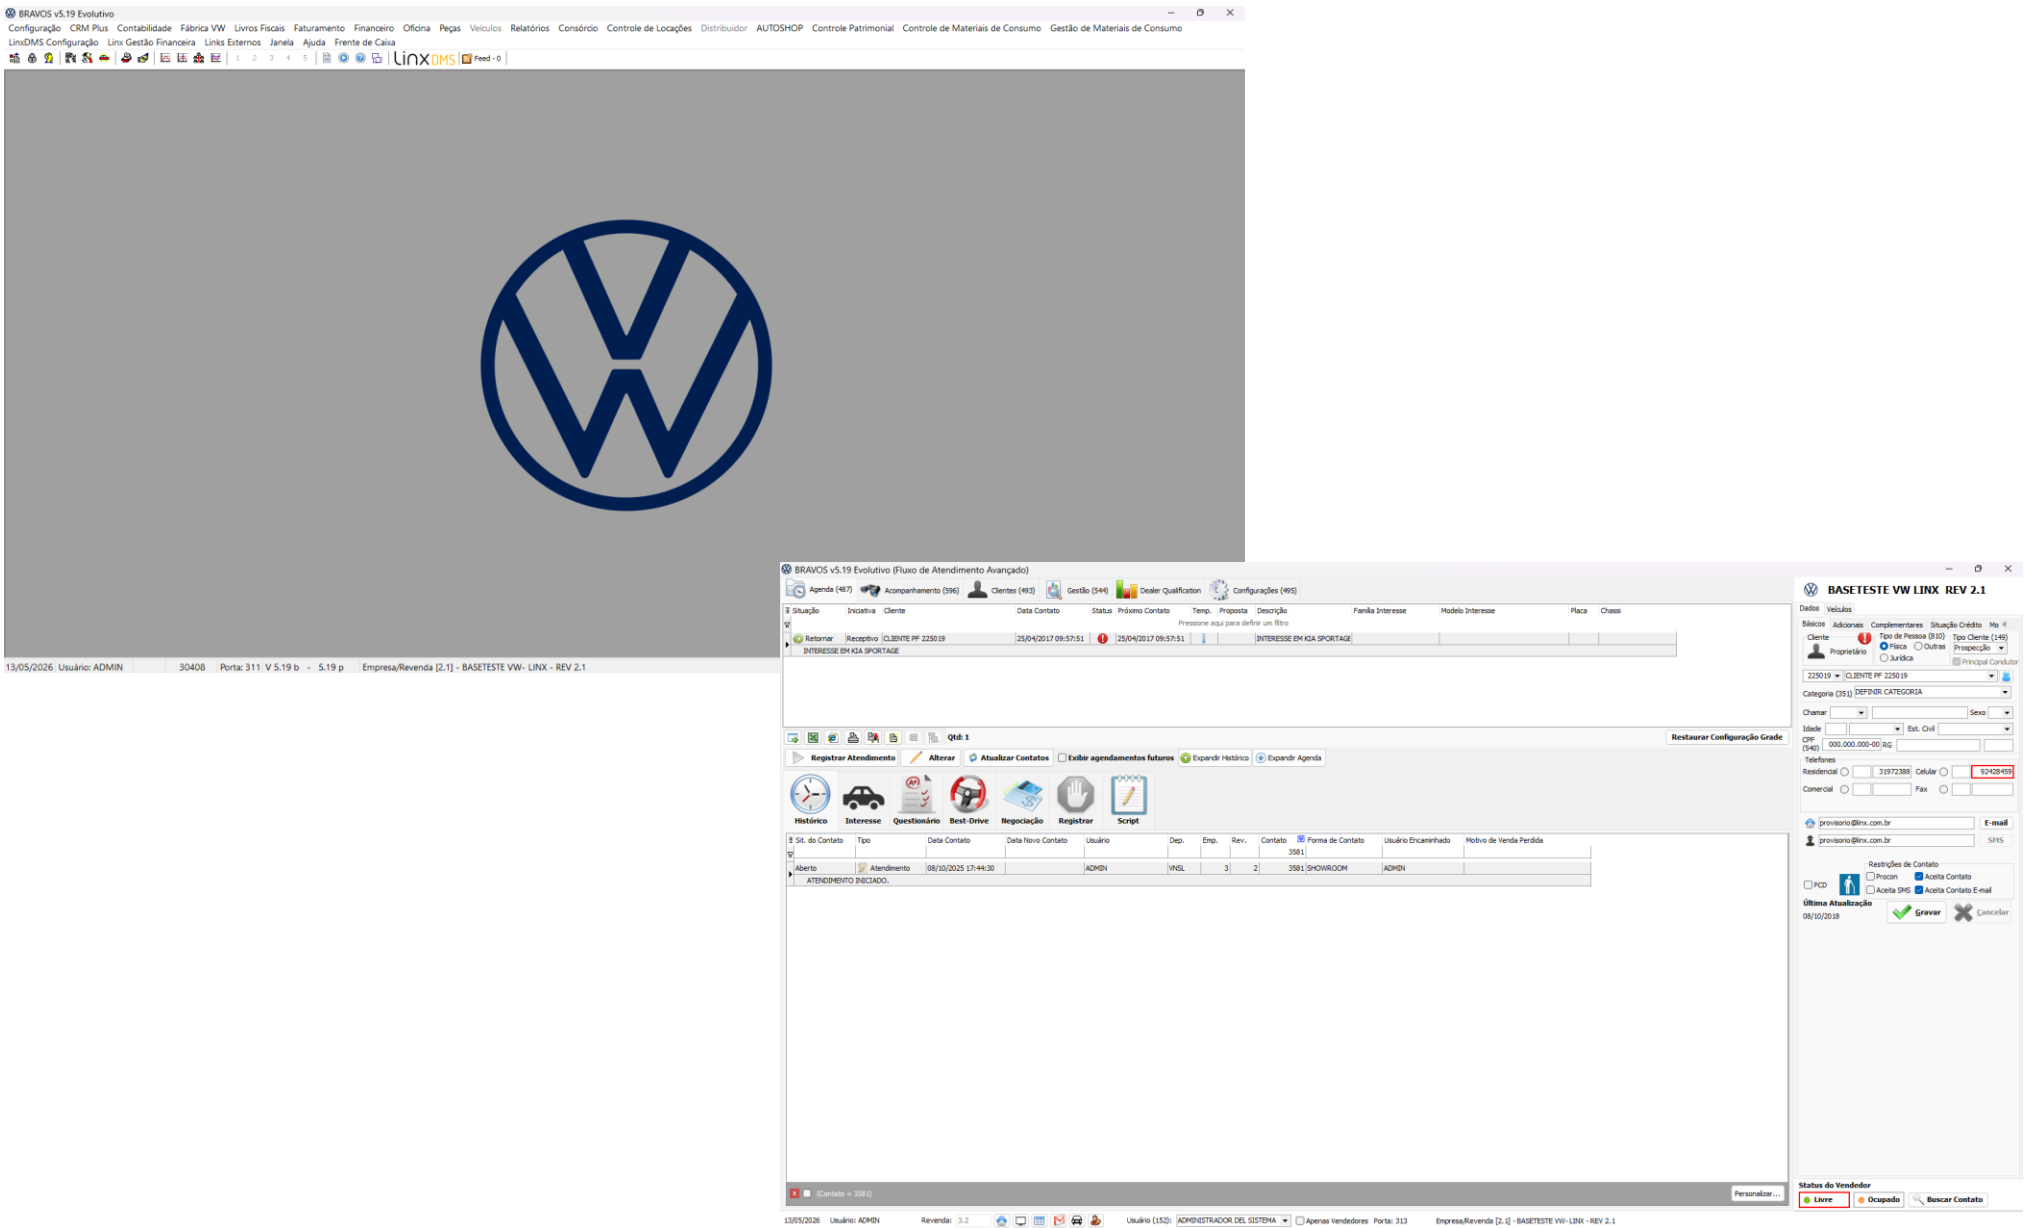 BRAVOS v5.19 Evolutivo
Configuração CRM Plus Contabilidade Fábrica VW Livros Fiscais Faturamento Financeiro Oficina Peças Veículos Relatórios Consórcio Controle de Locações Distribuidor AUTOSHOP Controle Patrimonial Controle de Materiais de Consumo Gestão de Materiais de Consumo
LinxDMS Configuração Linx Gestão Financeira Links Externos Janela Ajuda Frente de Caixa
1 2 3 4 5 Linx DMS Feed - 0
13/05/2026 Usuário: ADMIN 30408 Porta: 311 V 5.19 b - 5.19 p Empresa/Revenda [2.1] - BASETESTE VW- LINX - REV 2.1
BRAVOS v5.19 Evolutivo (Fluxo de Atendimento Avançado)
Agenda (487) Acompanhamento (596) Clientes (493) Gestão (544) Dealer Qualification Configurações (495)
Situação Iniciativa Cliente Data Contato Status Próximo Contato Temp. Proposta Descrição Família Interesse Modelo Interesse Placa Chassi
Pressione aqui para definir um filtro
Retornar Receptivo CLIENTE PF 225019 25/04/2017 09:57:51 25/04/2017 09:57:51 INTERESSE EM KIA SPORTAGE
INTERESSE EM KIA SPORTAGE
Qtd: 1 Restaurar Configuração Grade
Registrar Atendimento Alterar Atualizar Contatos Exibir agendamentos futuros Expandir Histórico Expandir Agenda
Histórico Interesse Questionário Best-Drive Negociação Registrar Script
Sit. do Contato Tipo Data Contato Data Novo Contato Usuário Dep. Emp. Rev. Contato Forma de Contato Usuário Encaminhado Motivo de Venda Perdida
3581
Aberto Atendimento 08/10/2025 17:44:30 ADMIN VNSL 3 2 3581 SHOWROOM ADMIN
ATENDIMENTO INICIADO.
(Contato = 3581) Personalizar...
13/05/2026 Usuário: ADMIN Revenda: 3.2 Usuário (152): ADMINISTRADOR DEL SISTEMA Apenas Vendedores Porta: 313 Empresa/Revenda [2.1] - BASETESTE VW- LINX - REV 2.1
BASETESTE VW LINX REV 2.1
Dados Veículos
Básicos Adicionais Complementares Situação Crédito Mo
Cliente Tipo de Pessoa (810) Tipo Cliente (149)
Proprietário Física Outras Prospecção
Jurídica Principal Condutor
225019 CLIENTE PF 225019
Categoria (351) DEFINIR CATEGORIA
Chamar Sexo
Idade Est. Civil
CPF (540) 000.000.000-00 RG
Telefones
Residencial 31972388 Celular 92428459
Comercial Fax
provisorio@linx.com.br E-mail
provisorio@linx.com.br SMS
Restrições de Contato
PCD Procon Aceita Contato
Aceita SMS Aceita Contato E-mail
Última Atualização
08/10/2018 Gravar Cancelar
Status do Vendedor
Livre Ocupado Buscar Contato